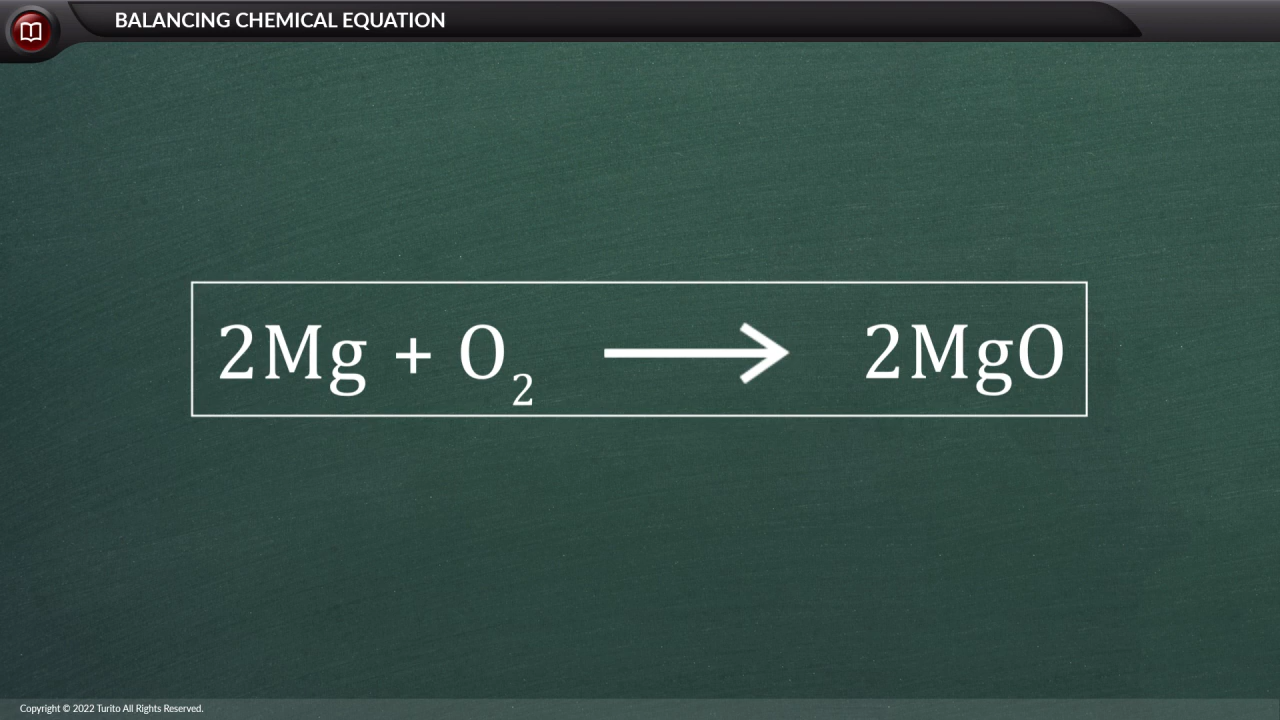 BALANCING CHEMICAL EQUATION
2Mg + O₂ ⟶ 2MgO
Copyright © 2022 Turito All Rights Reserved.